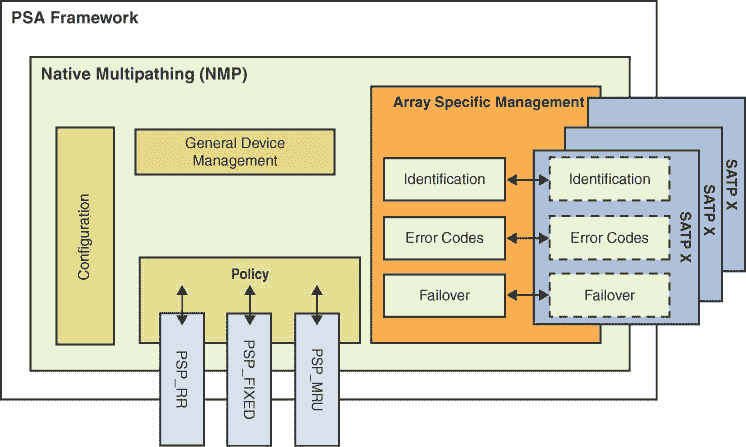 PSA Framework
Native Multipathing (NMP)
Array Specific Management
General Device
Management
Configuration
Identification
Error Codes
Failover
Identification
Error Codes
Failover
SATP X
SATP X
SATP X
Policy
PSP_RR
PSP_FIXED
PSP_MRU